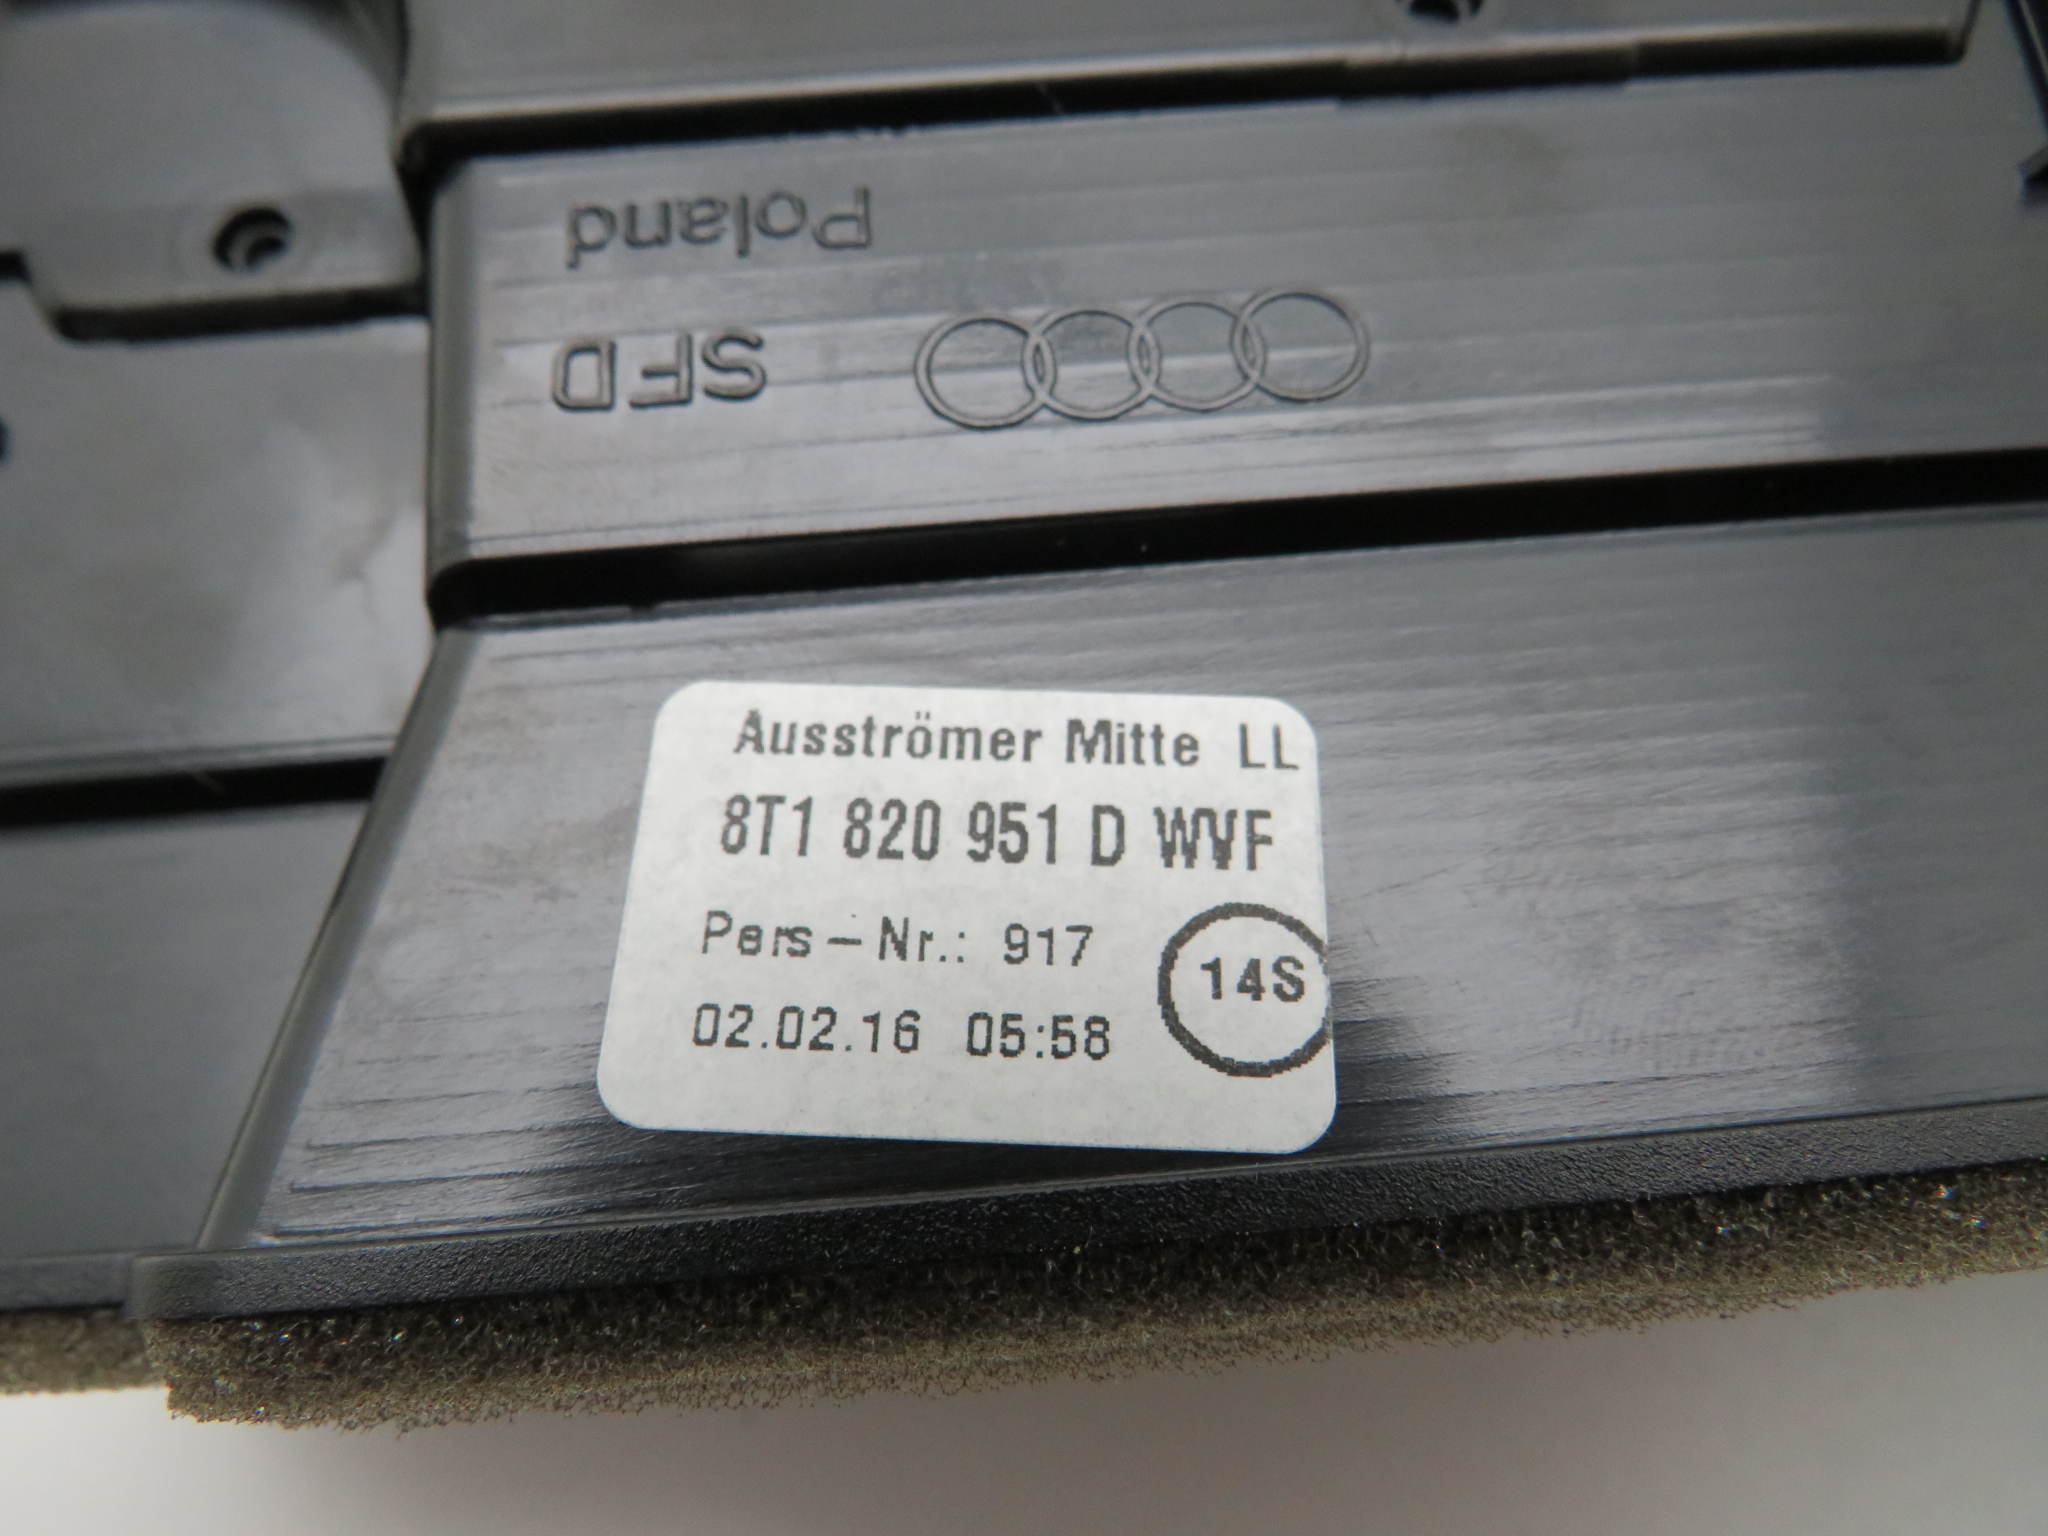 Poland
SFD
Ausströmer Mitte LL
8T1 820 951 D WVF
Pers-Nr.: 917
14S
02.02.16 05:58